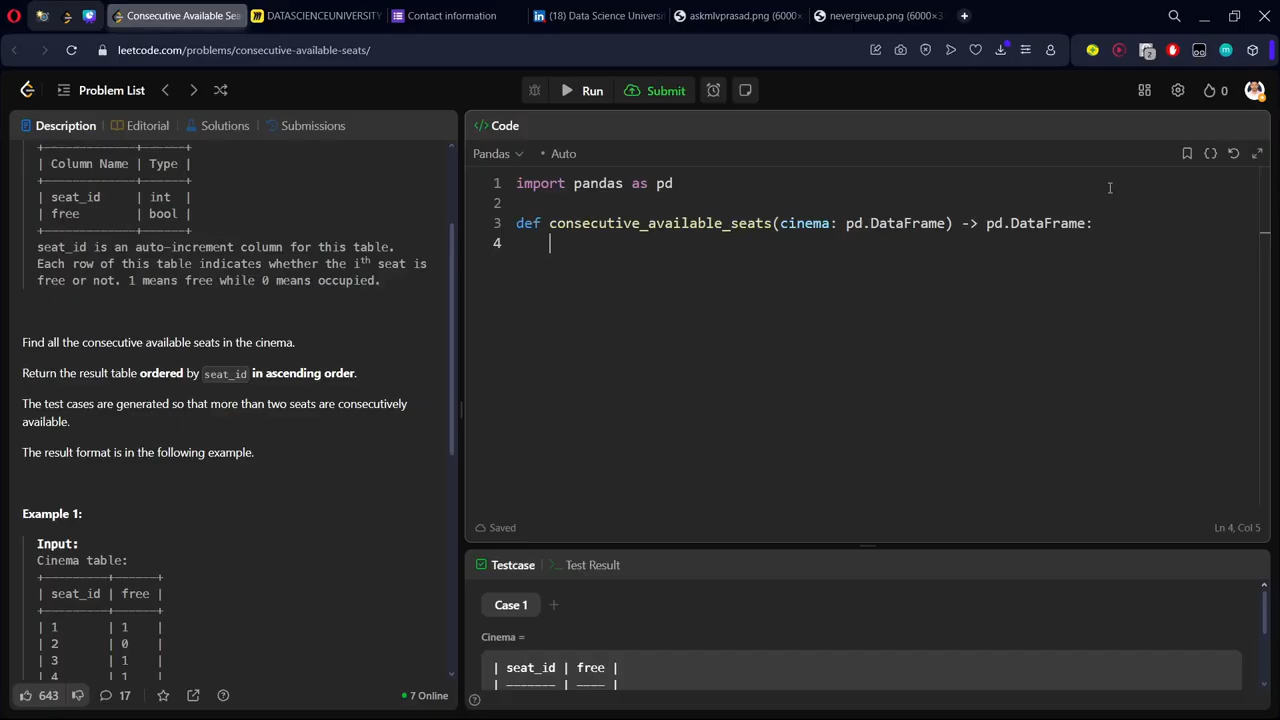 Consecutive Available Sea
DATASCIENCEUNIVERSITY
Contact information
(18) Data Science Universi
askmlvprasad.png (6000×
nevergiveup.png (6000×3
leetcode.com/problems/consecutive-available-seats/
2
m
Problem List
Run
Submit
0
Description
Editorial
Solutions
Submissions
</> Code
Pandas
• Auto
+-------------+------+
| Column Name | Type |
+-------------+------+
| seat_id     | int  |
| free        | bool |
+-------------+------+
seat_id is an auto-increment column for this table.
Each row of this table indicates whether the ith seat is
free or not. 1 means free while 0 means occupied.
Find all the consecutive available seats in the cinema.
Return the result table ordered by seat_id in ascending order.
The test cases are generated so that more than two seats are consecutively
available.
The result format is in the following example.
Example 1:
Input:
Cinema table:
+---------+------+
| seat_id | free |
+---------+------+
| 1       | 1    |
| 2       | 0    |
| 3       | 1    |
| 4       | 1    |
643
17
7 Online
1 import pandas as pd
2
3 def consecutive_available_seats(cinema: pd.DataFrame) -> pd.DataFrame:
4
Saved
Ln 4, Col 5
Testcase
Test Result
Case 1
Cinema =
| seat_id | free |
| ------- | ---- |